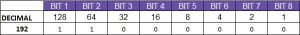 BIT 1 BIT 2 BIT 3 BIT 4 BIT 5 BIT 6 BIT 7 BIT 8
DECIMAL 128 64 32 16 8 4 2 1
192 1 1 0 0 0 0 0 0